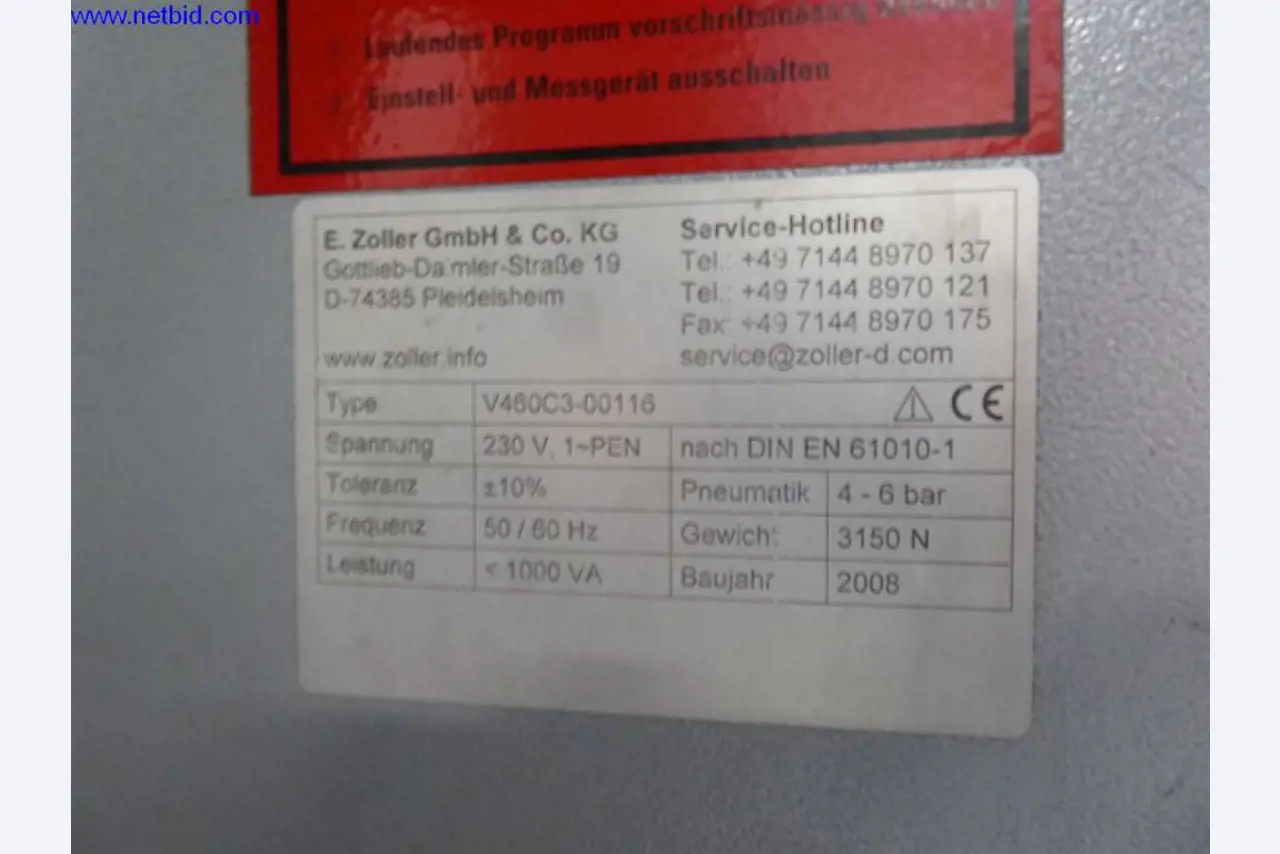 www.netbid.com
Laufendes Programm vorschriftsmässig
2. Einstell- und Messgerät ausschalten
E. Zoller GmbH & Co. KG
Gottlieb-Daimler-Straße 19
D-74385 Pleidelsheim
www.zoller.info
Service-Hotline
Tel.: +49 7144 8970 137
Tel.: +49 7144 8970 121
Fax: +49 7144 8970 175
service@zoller-d.com
Type V460C3-00116 CE
Spannung 230 V, 1~PEN nach DIN EN 61010-1
Toleranz ±10% Pneumatik 4 - 6 bar
Frequenz 50 / 60 Hz Gewicht 3150 N
Leistung < 1000 VA Baujahr 2008